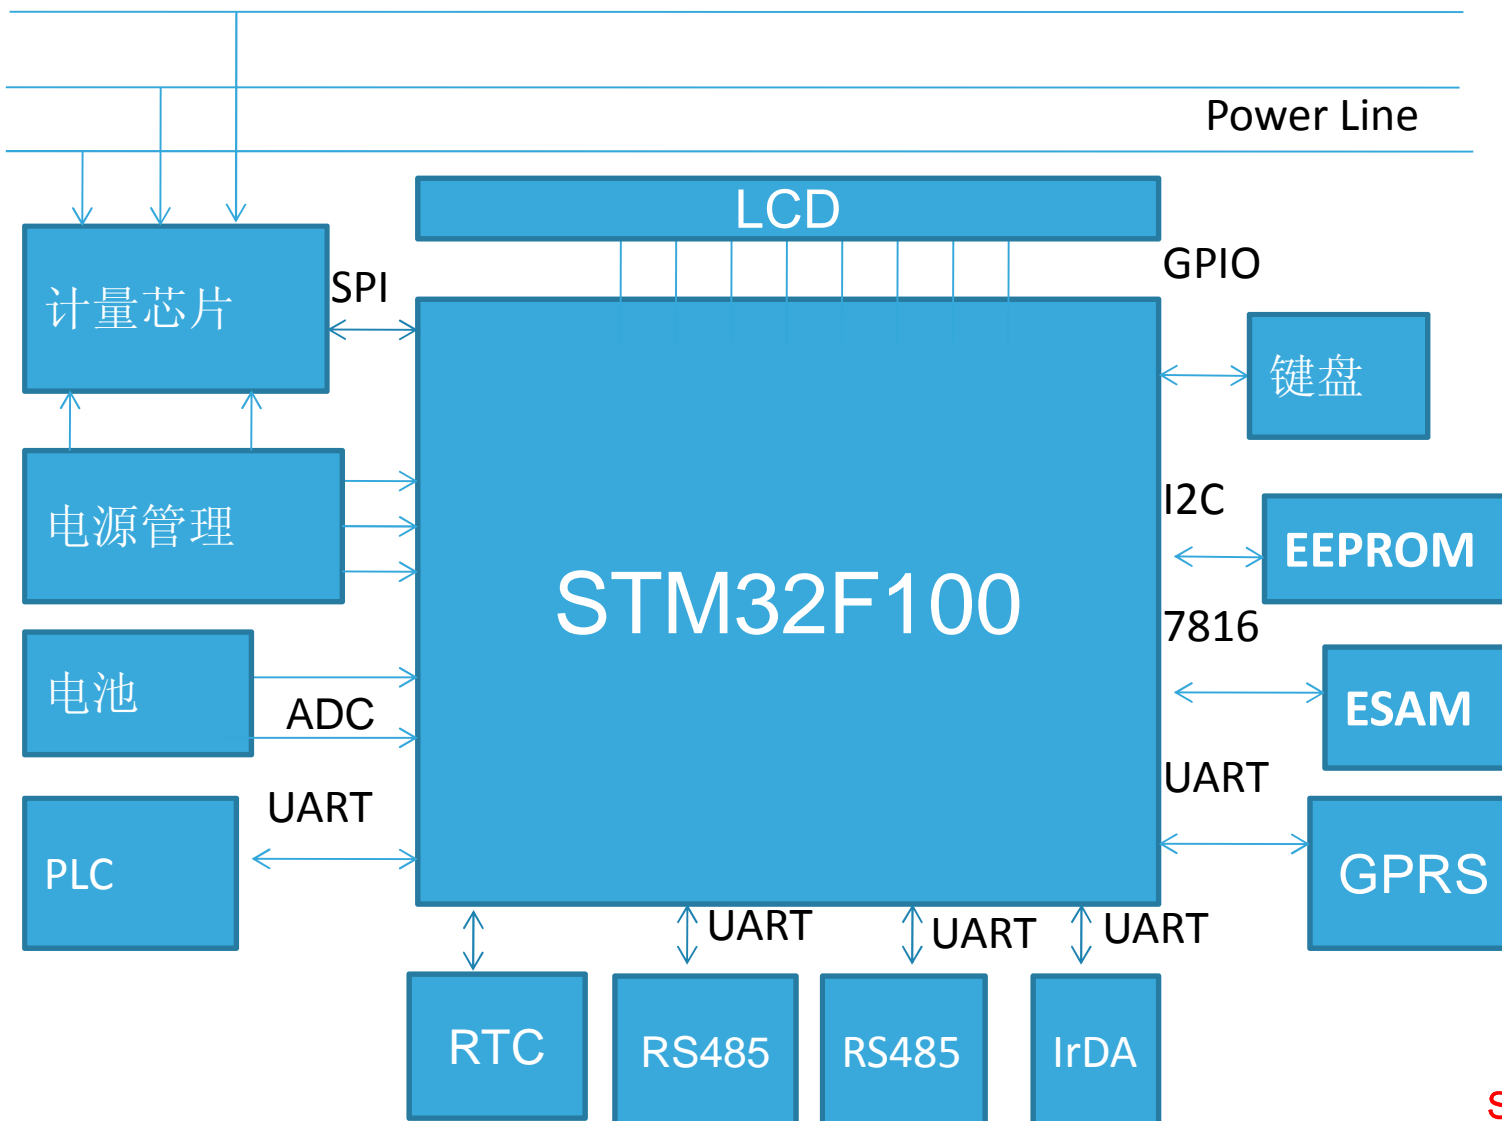 Power Line
LCD
GPIO
计量芯片
SPI
键盘
I2C
电源管理
EEPROM
STM32F100
7816
电池
ADC
ESAM
UART
UART
PLC
GPRS
UART
UART
UART
RTC
RS485
RS485
IrDA
S